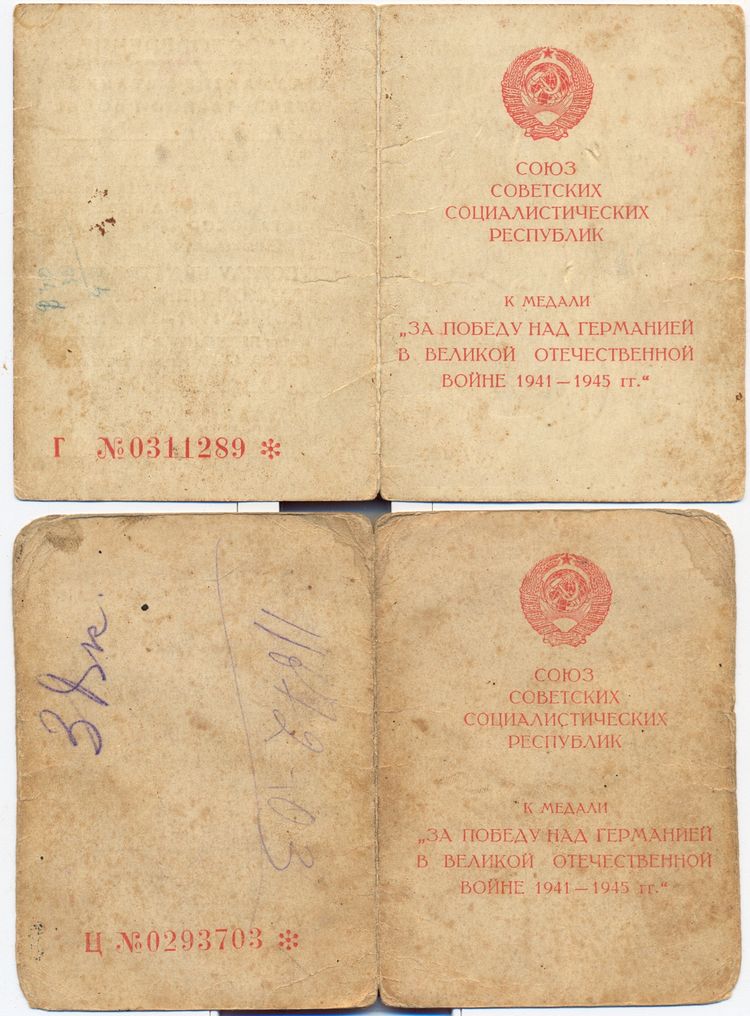 СОЮЗ
СОВЕТСКИХ
СОЦИАЛИСТИЧЕСКИХ
РЕСПУБЛИК
К МЕДАЛИ
„ЗА ПОБЕДУ НАД ГЕРМАНИЕЙ
В ВЕЛИКОЙ ОТЕЧЕСТВЕННОЙ
ВОЙНЕ 1941—1945 гг.“
Г №0311289 *
СОЮЗ
СОВЕТСКИХ
СОЦИАЛИСТИЧЕСКИХ
РЕСПУБЛИК
К МЕДАЛИ
„ЗА ПОБЕДУ НАД ГЕРМАНИЕЙ
В ВЕЛИКОЙ ОТЕЧЕСТВЕННОЙ
ВОЙНЕ 1941—1945 гг.“
Ц №0293703 *